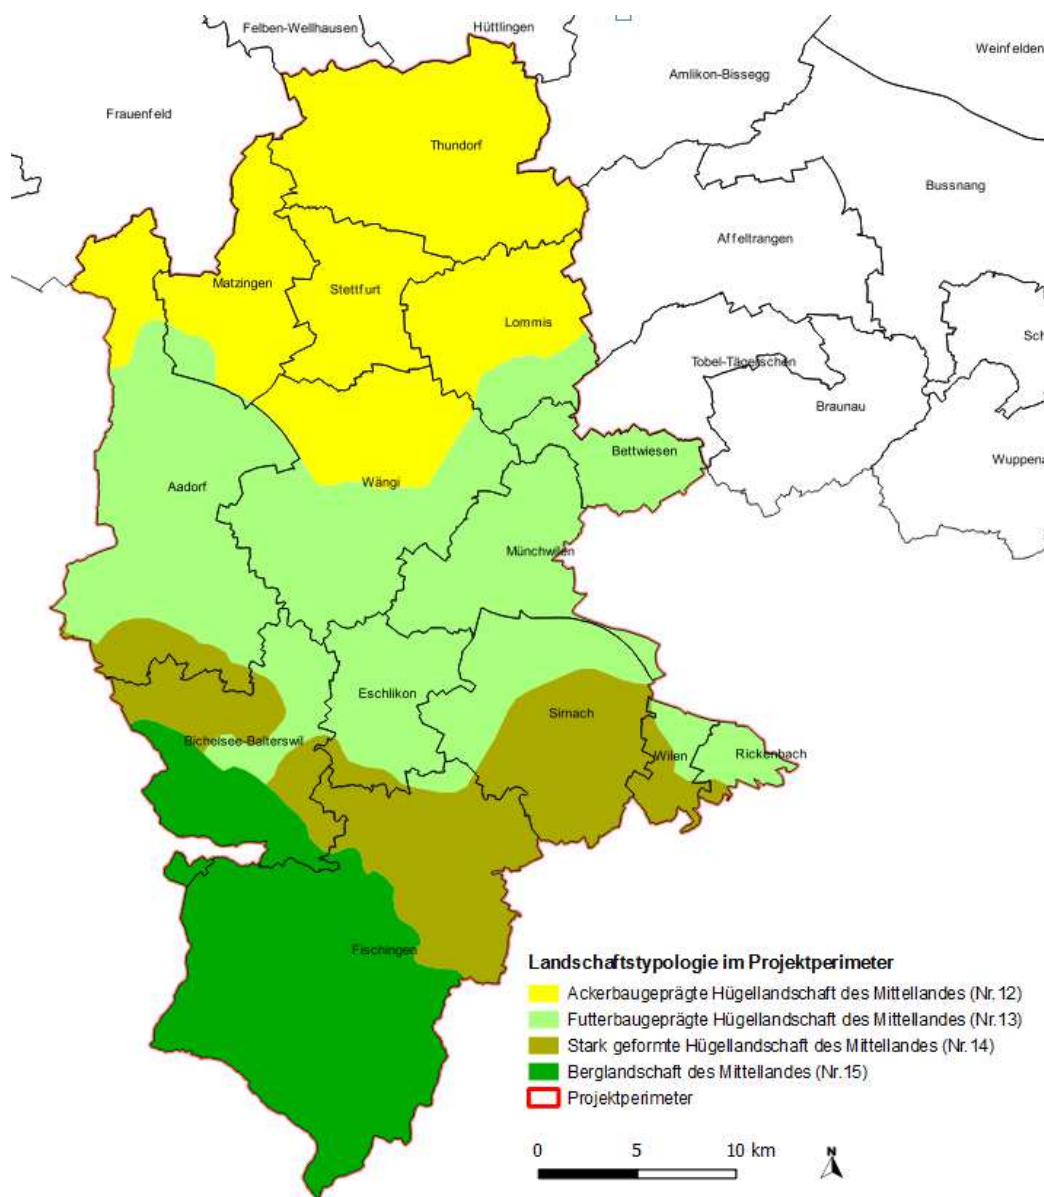 Felben-Wellhausen
Hüttlingen
Weinfelden
Amlikon-Bissegg
Frauenfeld
Thundorf
Bussnang
Affeltrangen
Matzingen
Stettfurt
Lommis
Sch
Tobel-Tägerschen
Braunau
Bettwiesen
Wuppena
Wängi
Aadorf
Münchwilen
Eschlikon
Sirnach
Bichelsee-Balterswil
Wilen
Rickenbach
Fischingen
Landschaftstypologie im Projektperimeter
Ackerbaugeprägte Hügellandschaft des Mittellandes (Nr.12)
Futterbaugeprägte Hügellandschaft des Mittellandes (Nr.13)
Stark geformte Hügellandschaft des Mittellandes (Nr.14)
Berglandschaft des Mittellandes (Nr.15)
Projektperimeter
0 5 10 km
N